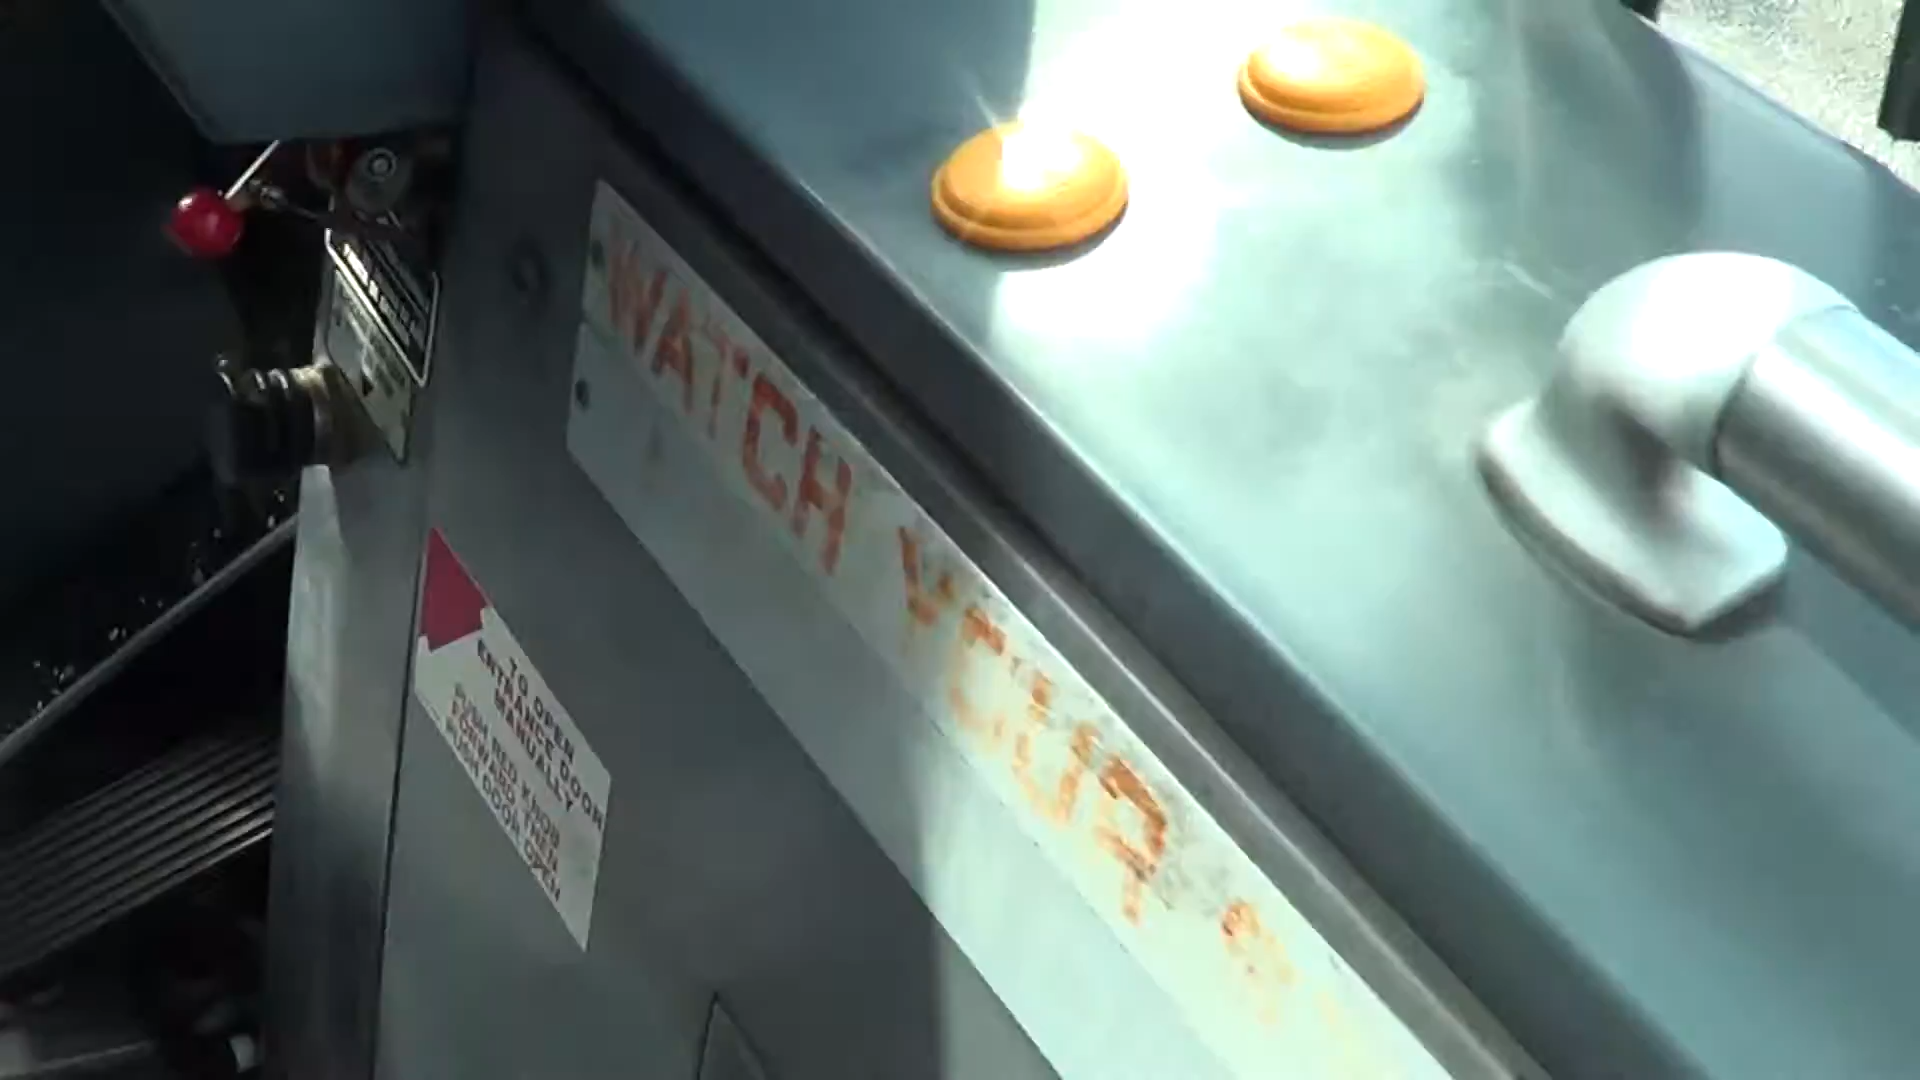 WATCH YOUR
TO OPEN
ENTRANCE DOOR
MANUALLY
PUSH RED KNOB
FORWARD THEN
PUSH DOOR OPEN